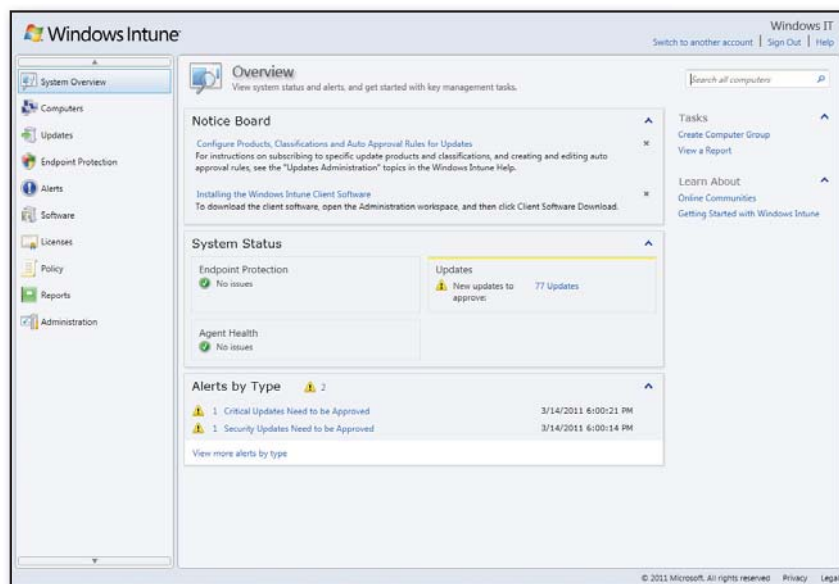 Windows Intune
Windows IT
Switch to another account | Sign Out | Help
System Overview
Computers
Updates
Endpoint Protection
Alerts
Software
Licenses
Policy
Reports
Administration
Overview
View system status and alerts, and get started with key management tasks.
Notice Board
Configure Products, Classifications and Auto Approval Rules for Updates
For instructions on subscribing to specific update products and classifications, and creating and editing auto
approval rules, see the "Updates Administration" topics in the Windows Intune Help.
Installing the Windows Intune Client Software
To download the client software, open the Administration workspace, and then click Client Software Download.
System Status
Endpoint Protection
No issues
Updates
New updates to
approve:
77 Updates
Agent Health
No issues
Alerts by Type 2
1 Critical Updates Need to be Approved 3/14/2011 6:00:21 PM
1 Security Updates Need to be Approved 3/14/2011 6:00:14 PM
View more alerts by type
Search all computers
Tasks
Create Computer Group
View a Report
Learn About
Online Communities
Getting Started with Windows Intune
© 2011 Microsoft. All rights reserved Privacy Legal